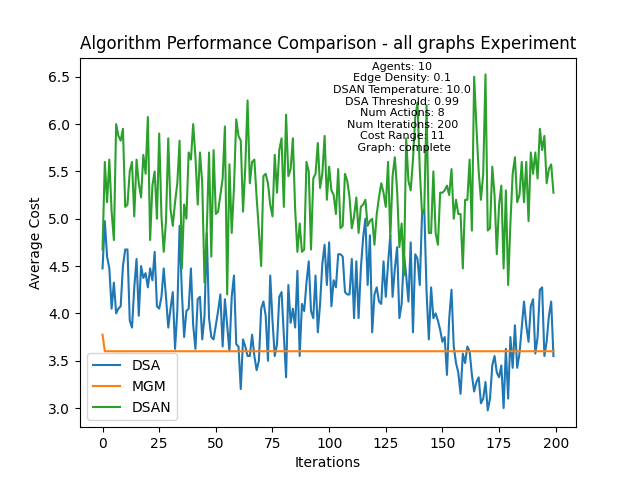 Algorithm Performance Comparison - all graphs Experiment
Agents: 10
Edge Density: 0.1
DSAN Temperature: 10.0
DSA Threshold: 0.99
Num Actions: 8
Num Iterations: 200
Cost Range: 11
Graph: complete
Average Cost
6.5
6.0
5.5
5.0
4.5
4.0
3.5
3.0
DSA
MGM
DSAN
0
25
50
75
100
125
150
175
200
Iterations